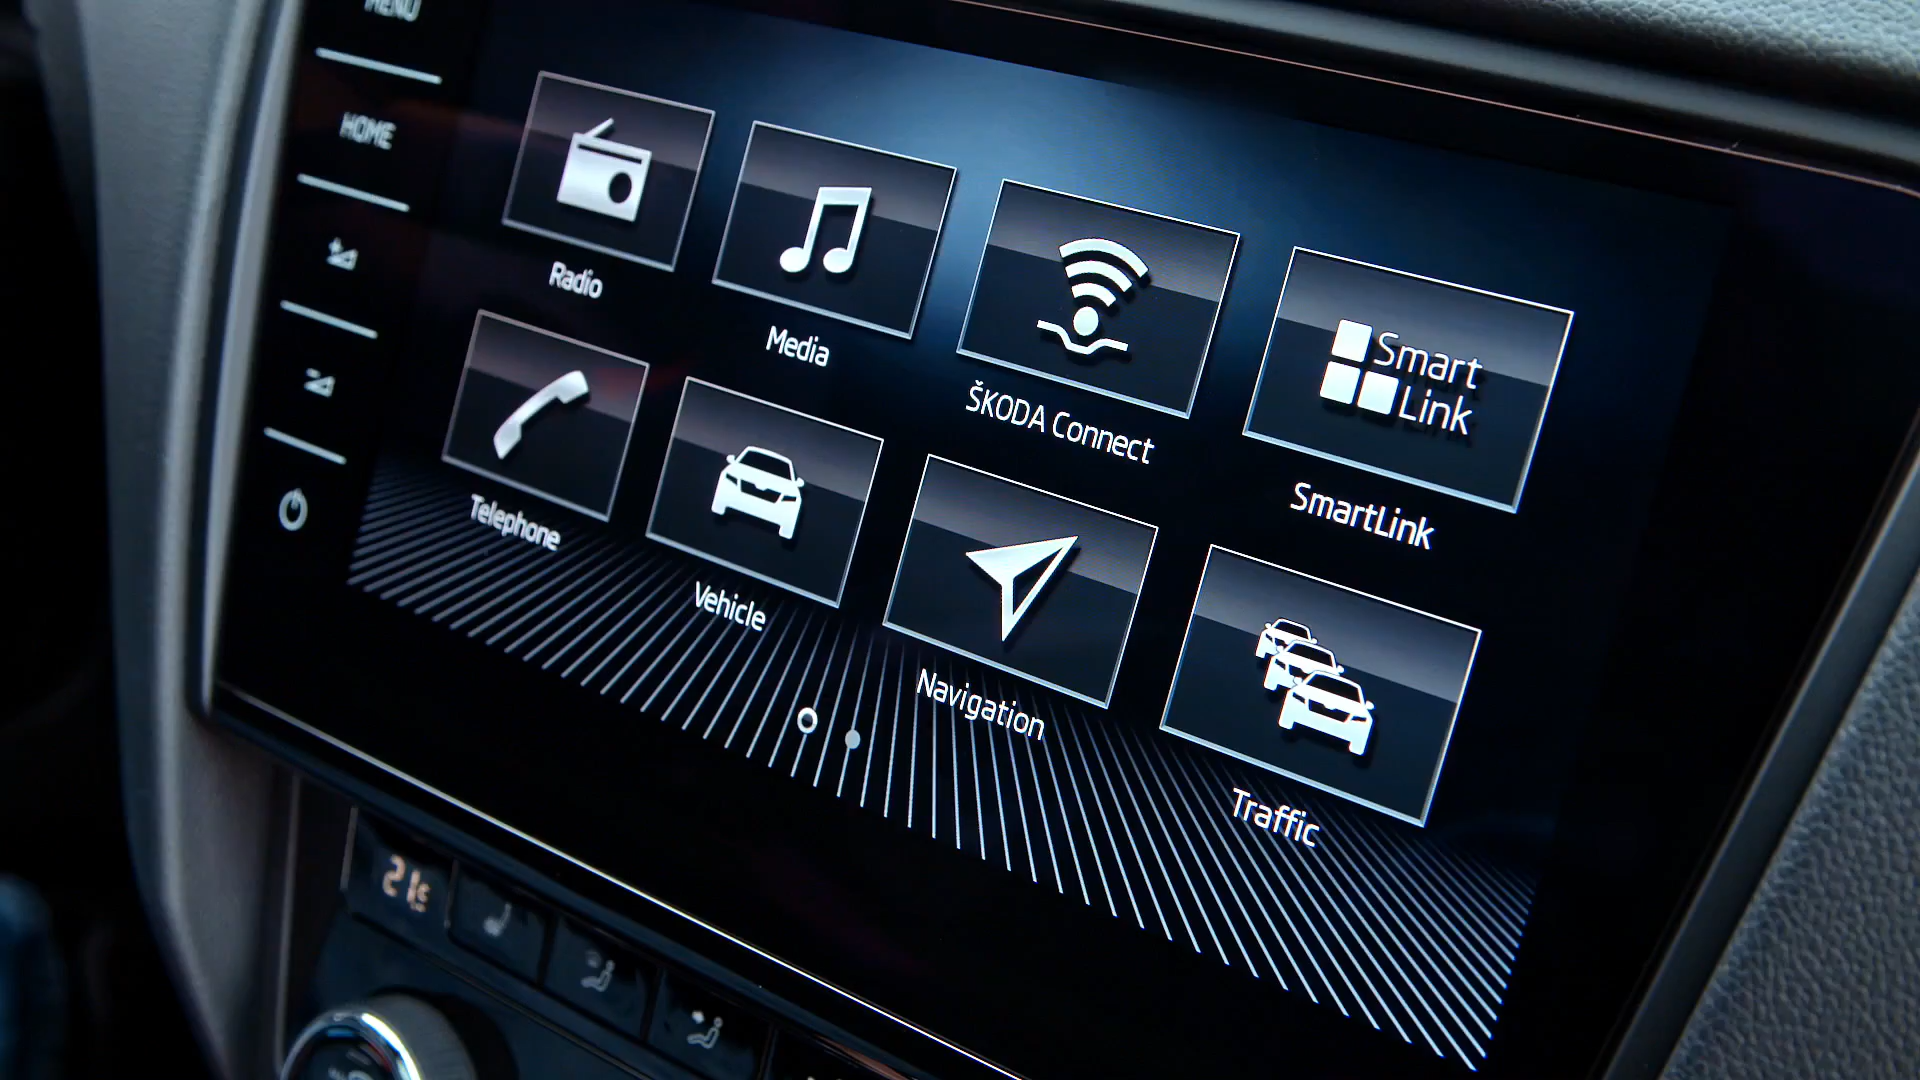 MENU
HOME
Radio
Media
ŠKODA Connect
Smart
Link
SmartLink
Telephone
Vehicle
Navigation
Traffic
21°C